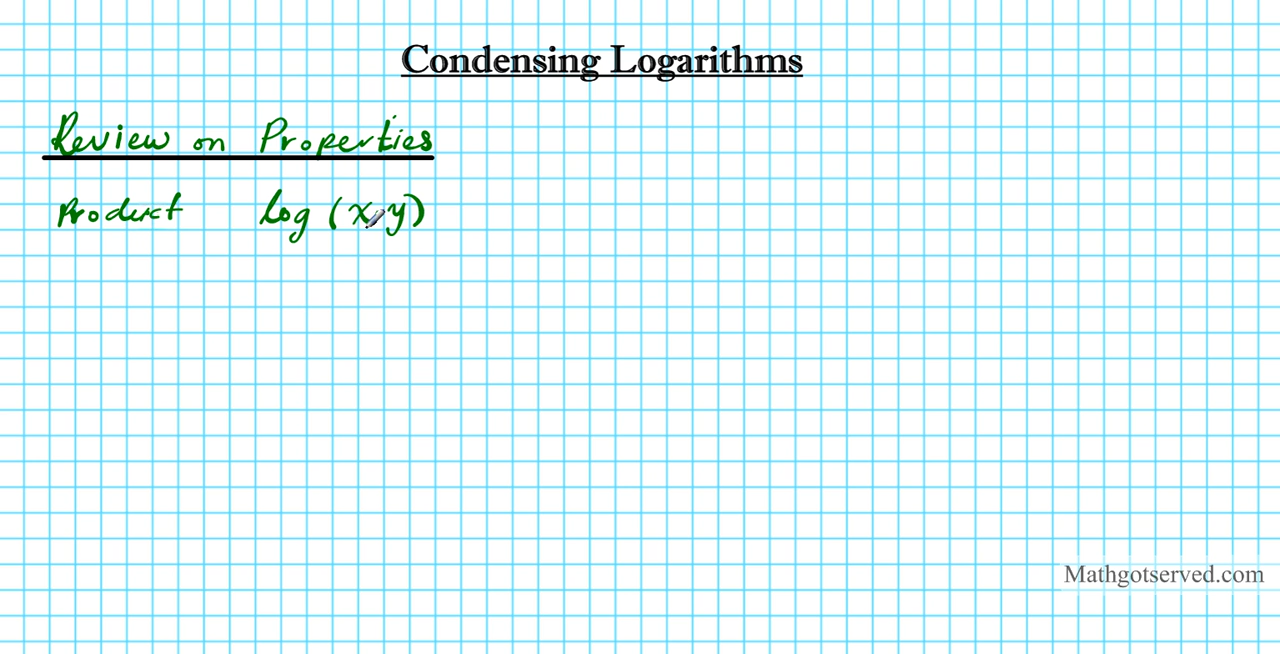 Condensing Logarithms
Review on Properties
Product log (x·y)
Mathgotserved.com